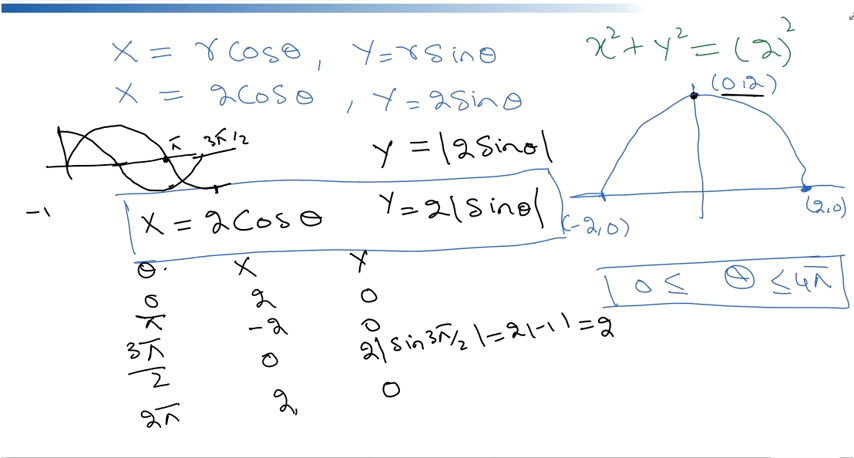 X = rCosθ, Y=rSinθ
x² + y² = (2)²
X = 2Cosθ, Y=2Sinθ
(0,2)
π 3π/2
Y = |2Sinθ|
-1
X = 2Cosθ Y=2|Sinθ|
(-2,0) (2,0)
θ X Y
0 ≤ θ ≤ 4π
0 2 0
π -2 0
3π/2 0 2|Sin3π/2|=2|-1|=2
2π 2, 0